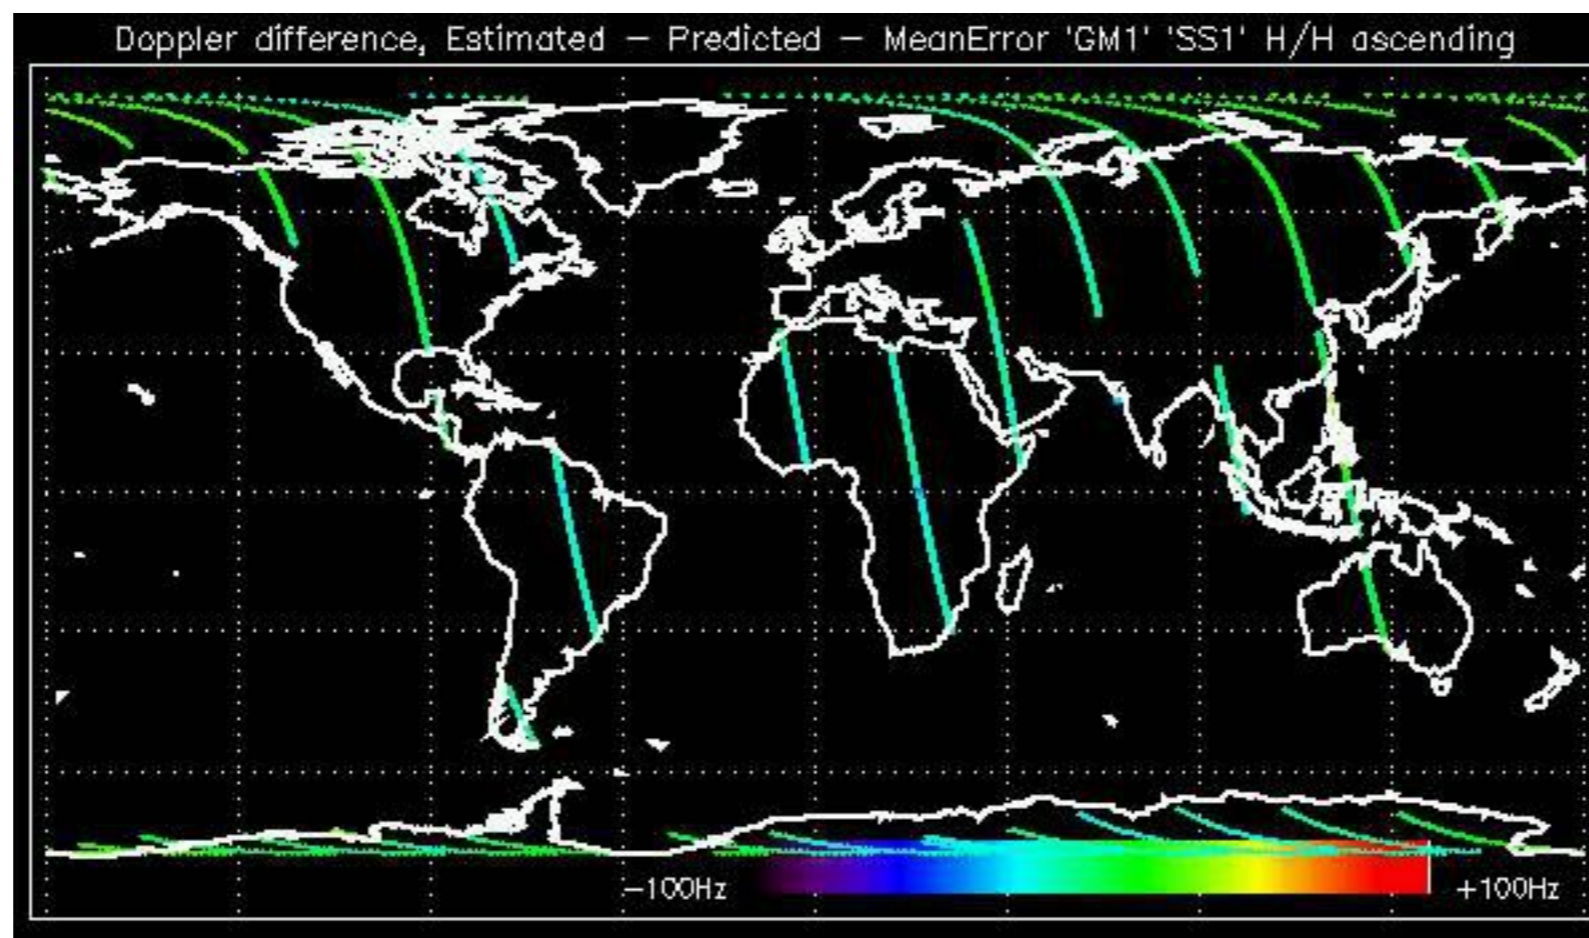 Doppler difference, Estimated – Predicted – MeanError 'GM1' 'SS1' H/H ascending
–100Hz +100Hz